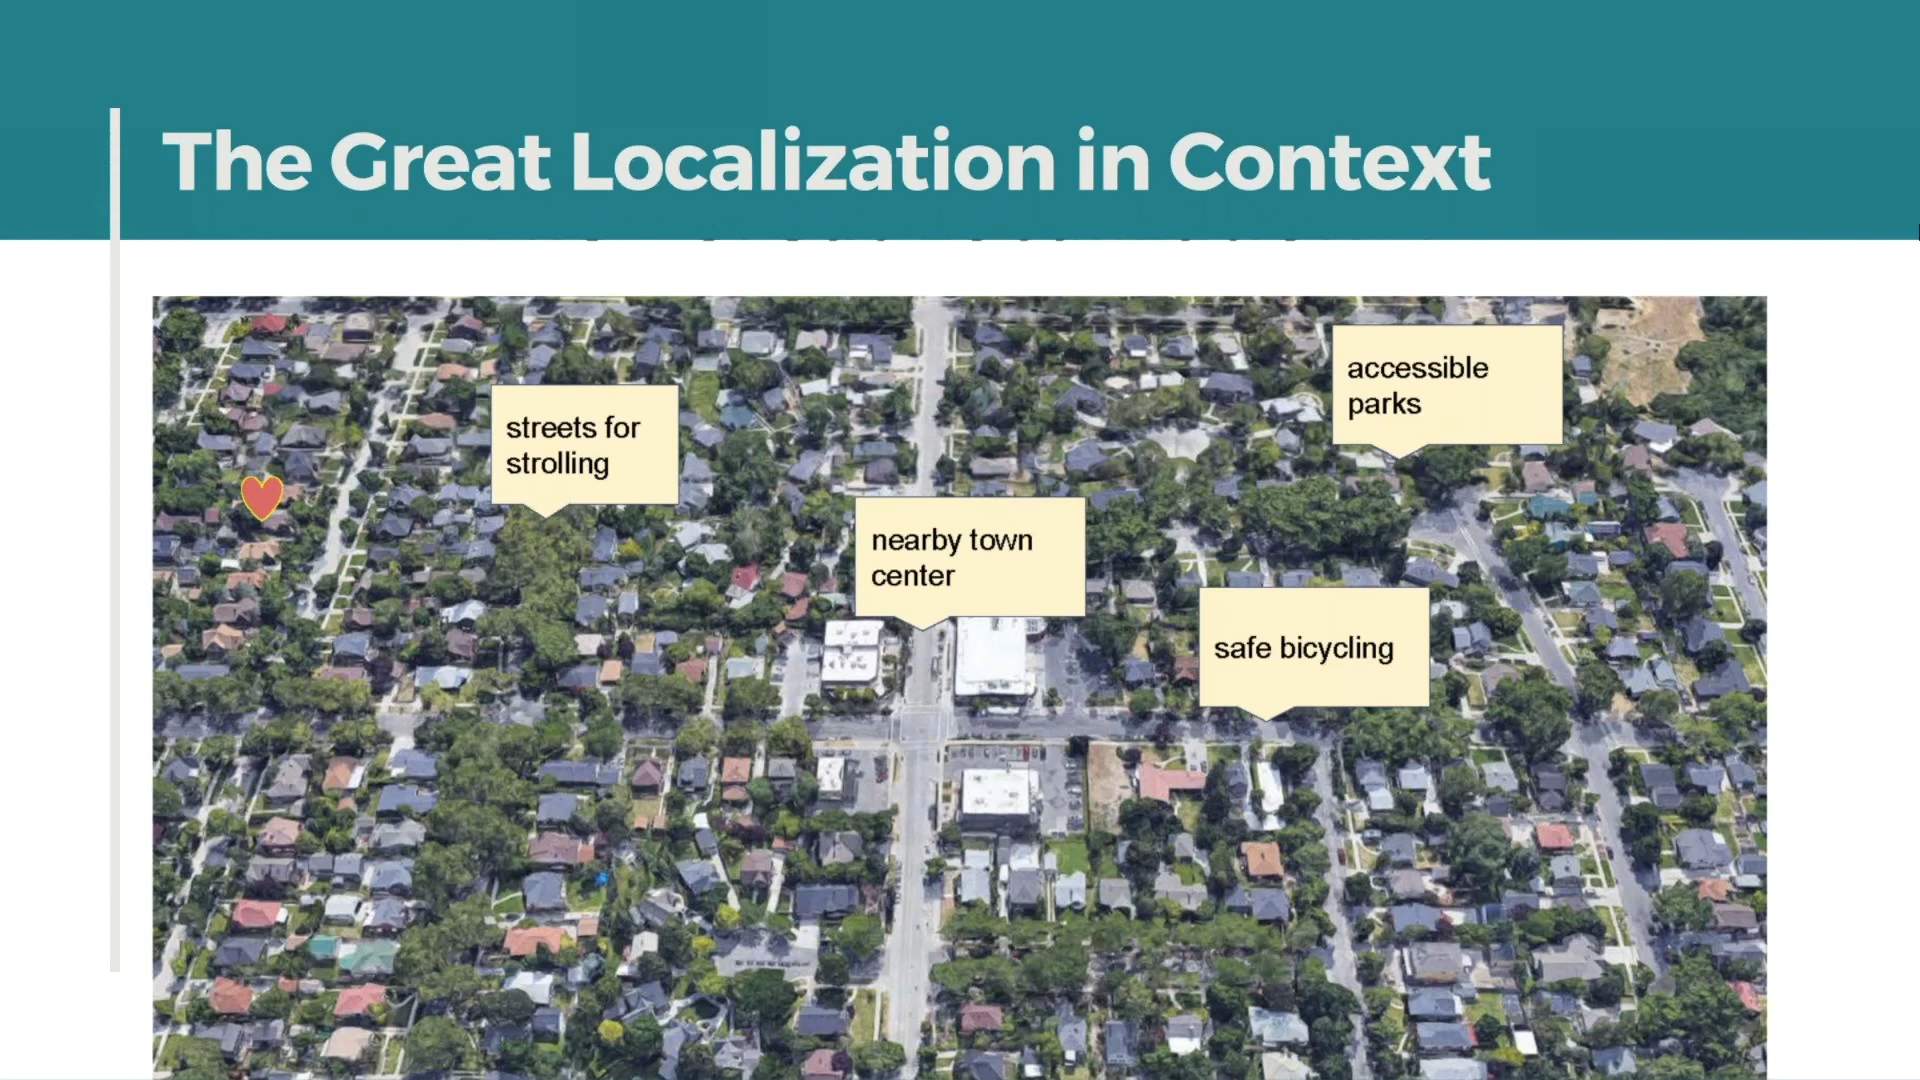 The Great Localization in Context
accessible
parks
streets for
strolling
nearby town
center
safe bicycling